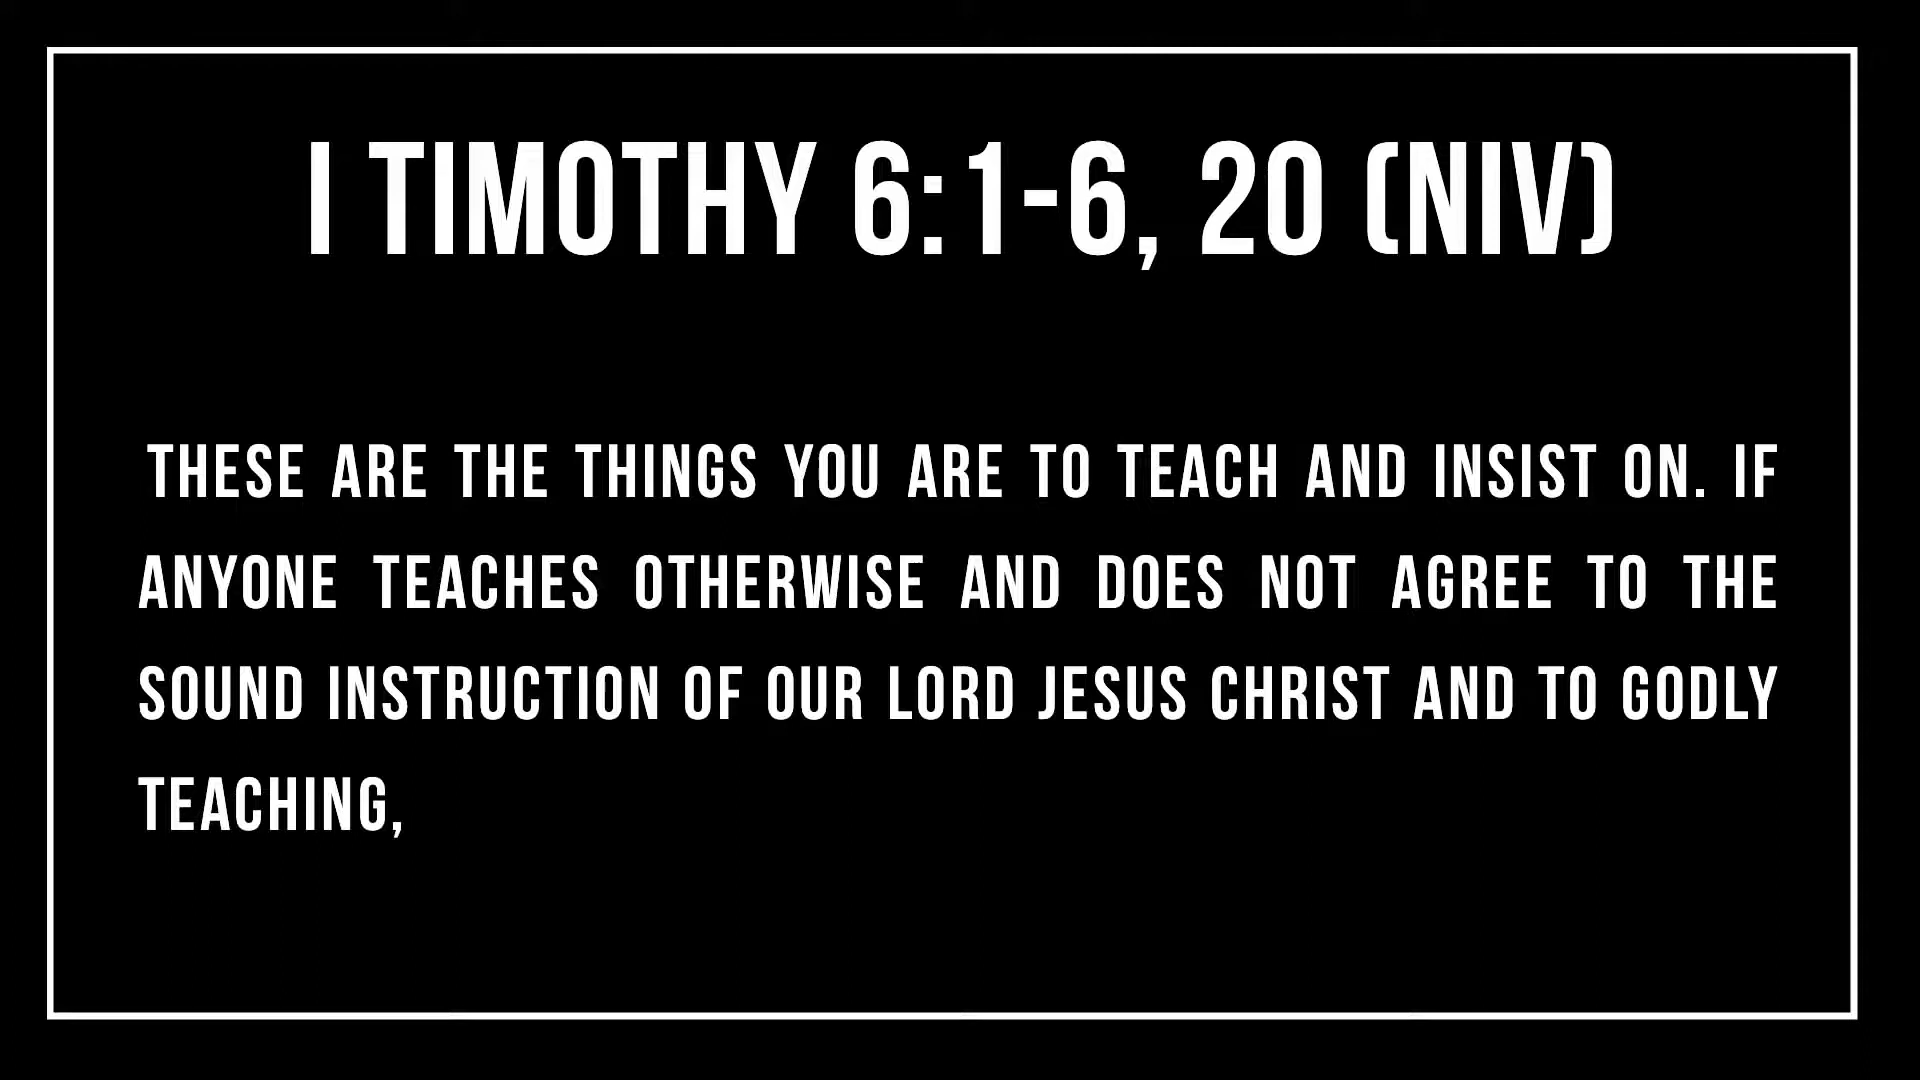 I TIMOTHY 6:1-6, 20 (NIV)
THESE ARE THE THINGS YOU ARE TO TEACH AND INSIST ON. IF
ANYONE TEACHES OTHERWISE AND DOES NOT AGREE TO THE
SOUND INSTRUCTION OF OUR LORD JESUS CHRIST AND TO GODLY
TEACHING,